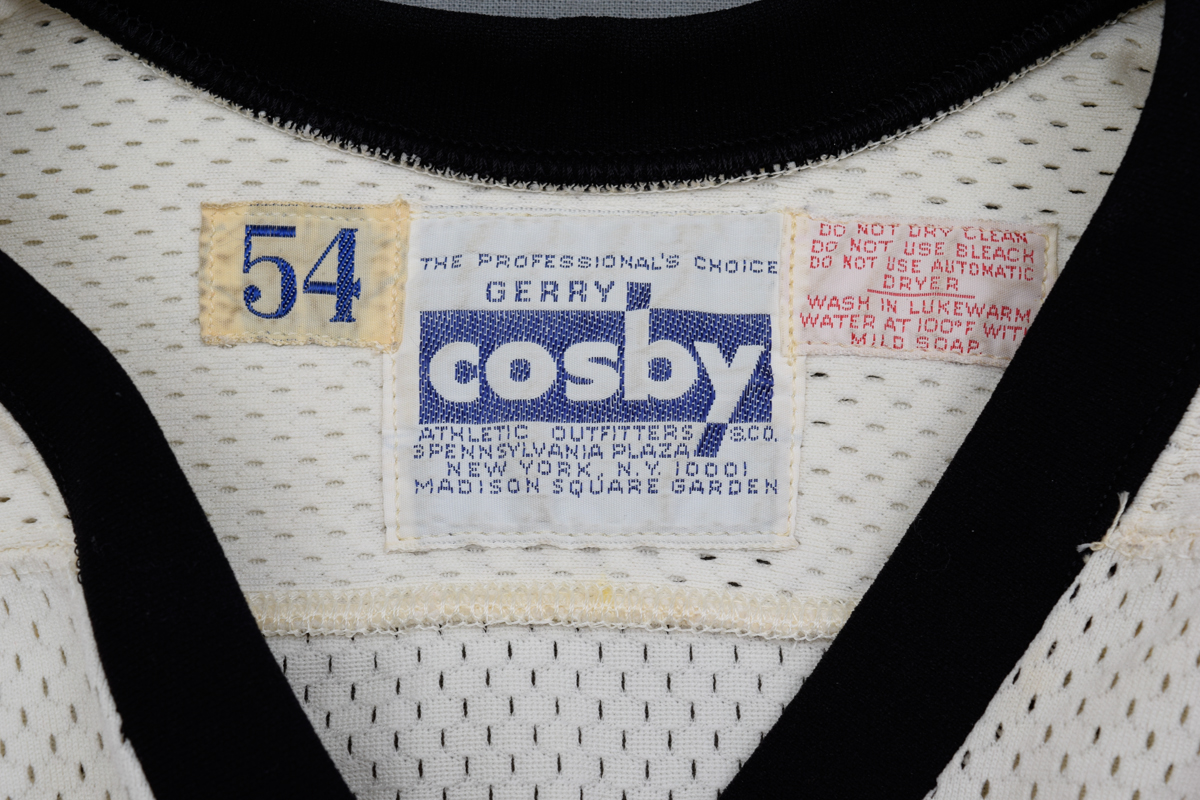 54
THE PROFESSIONAL'S CHOICE
GERRY
cosby
ATHLETIC OUTFITTERS & CO.
3 PENNSYLVANIA PLAZA
NEW YORK, N.Y. 10001
MADISON SQUARE GARDEN
DO NOT DRY CLEAN
DO NOT USE BLEACH
DO NOT USE AUTOMATIC
DRYER
WASH IN LUKEWARM
WATER AT 100°F WITH
MILD SOAP